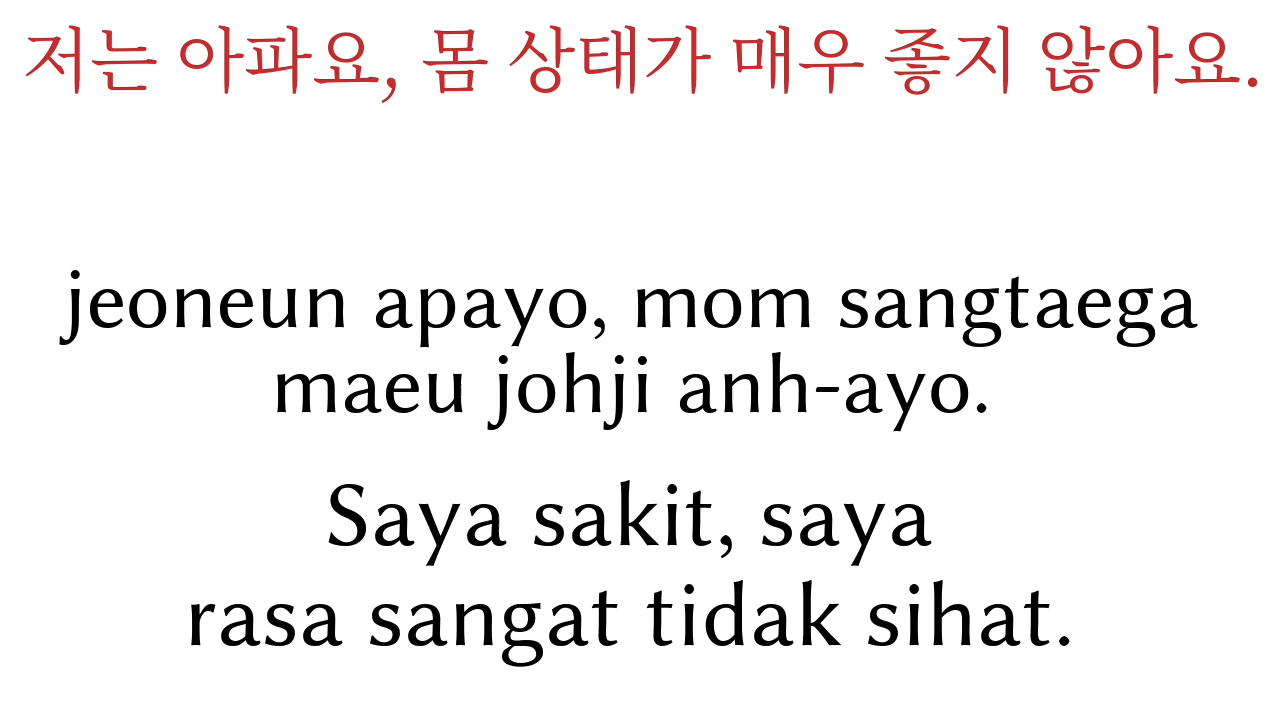 저는 아파요, 몸 상태가 매우 좋지 않아요.
jeoneun apayo, mom sangtaega
maeu johji anh-ayo.
Saya sakit, saya
rasa sangat tidak sihat.